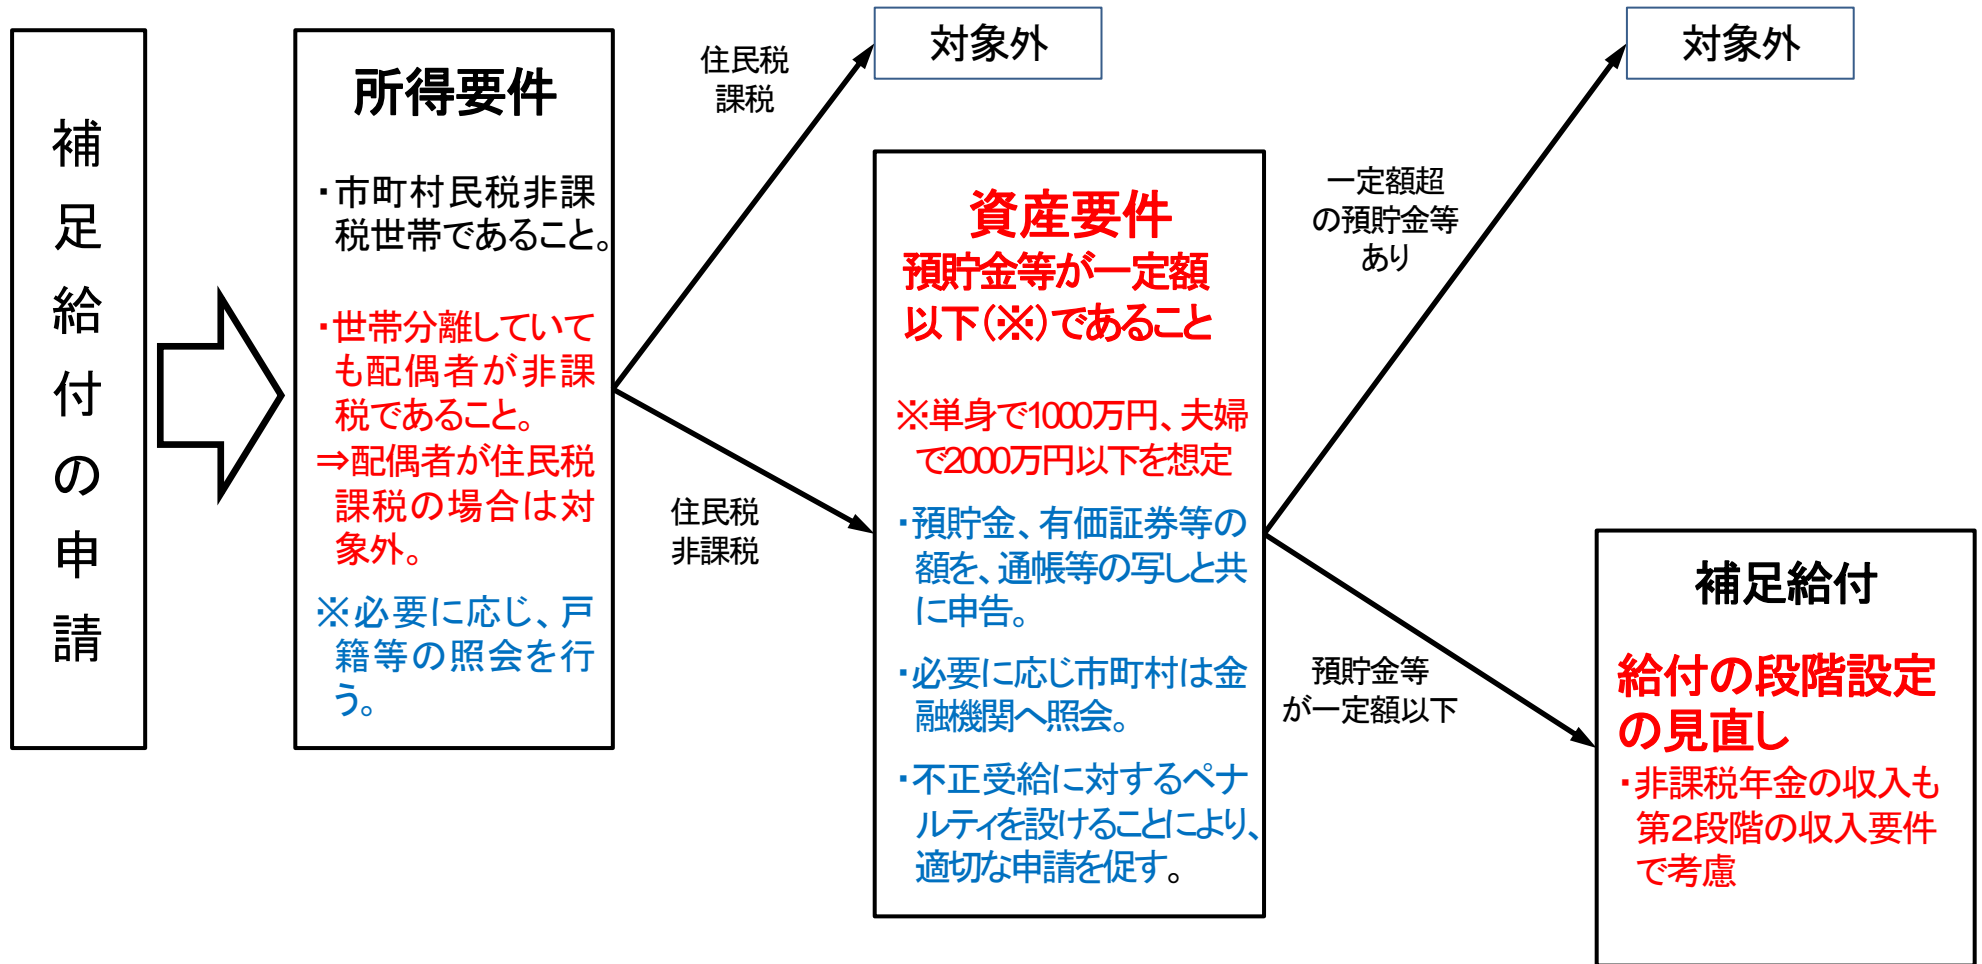 補足給付の申請
所得要件
・市町村民税非課
税世帯であること。
・世帯分離していて
も配偶者が非課
税であること。
⇒配偶者が住民税
課税の場合は対
象外。
※必要に応じ、戸
籍等の照会を行
う。
住民税
課税
対象外
住民税
非課税
資産要件
預貯金等が一定額
以下(※)であること
※単身で1000万円、夫婦
で2000万円以下を想定
・預貯金、有価証券等の
額を、通帳等の写しと共
に申告。
・必要に応じ市町村は金
融機関へ照会。
・不正受給に対するペナ
ルティを設けることにより、
適切な申請を促す。
一定額超
の預貯金等
あり
対象外
預貯金等
が一定額以下
補足給付
給付の段階設定
の見直し
・非課税年金の収入も
第2段階の収入要件
で考慮